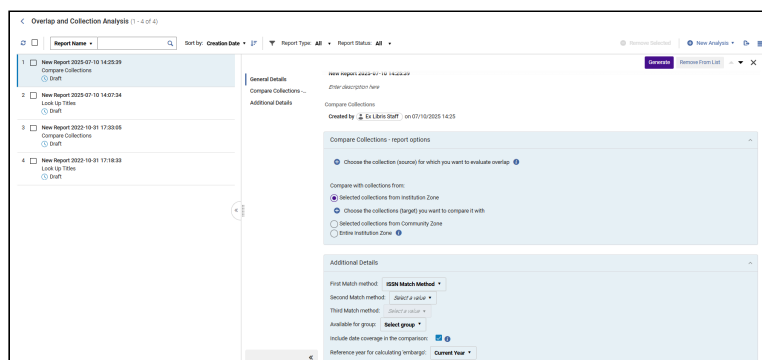 Overlap and Collection Analysis (1 - 4 of 4)
Report Name
Sort by: Creation Date
Report Type: All
Report Status: All
Remove Selected
New Analysis
1 New Report 2025-07-10 14:25:39
Compare Collections
Draft
2 New Report 2025-07-10 14:07:34
Look Up Titles
Draft
3 New Report 2022-10-31 17:33:05
Compare Collections
Draft
4 New Report 2022-10-31 17:18:33
Look Up Titles
Draft
Generate
Remove From List
General Details
Compare Collections -...
Additional Details
New Report 2025-07-10 14:25:39
Enter description here
Compare Collections
Created by Ex Libris Staff on 07/10/2025 14:25
Compare Collections - report options
Choose the collection (source) for which you want to evaluate overlap
Compare with collections from:
Selected collections from Institution Zone
Choose the collections (target) you want to compare it with
Selected collections from Community Zone
Entire Institution Zone
Additional Details
First Match method: ISSN Match Method
Second Match method: Select a value
Third Match method: Select a value
Available for group: Select group
Include date coverage in the comparison:
Reference year for calculating 'embargo': Current Year